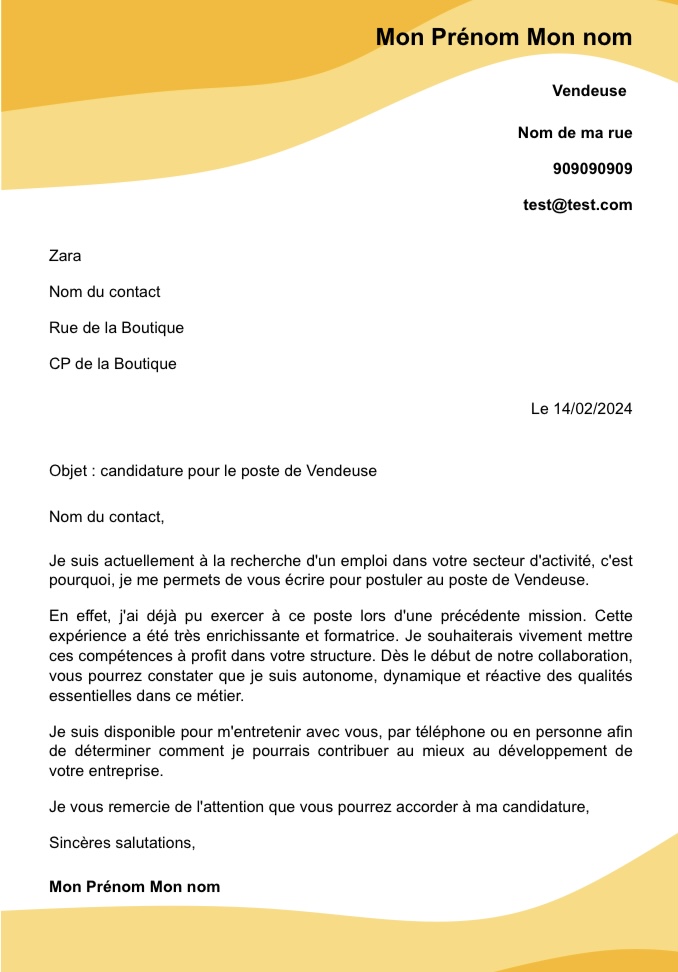 Mon Prénom Mon nom
Vendeuse
Nom de ma rue
909090909
test@test.com
Zara
Nom du contact
Rue de la Boutique
CP de la Boutique
Le 14/02/2024
Objet : candidature pour le poste de Vendeuse
Nom du contact,
Je suis actuellement à la recherche d'un emploi dans votre secteur d'activité, c'est
pourquoi, je me permets de vous écrire pour postuler au poste de Vendeuse.
En effet, j'ai déjà pu exercer à ce poste lors d'une précédente mission. Cette
expérience a été très enrichissante et formatrice. Je souhaiterais vivement mettre
ces compétences à profit dans votre structure. Dès le début de notre collaboration,
vous pourrez constater que je suis autonome, dynamique et réactive des qualités
essentielles dans ce métier.
Je suis disponible pour m'entretenir avec vous, par téléphone ou en personne afin
de déterminer comment je pourrais contribuer au mieux au développement de
votre entreprise.
Je vous remercie de l'attention que vous pourrez accorder à ma candidature,
Sincères salutations,
Mon Prénom Mon nom